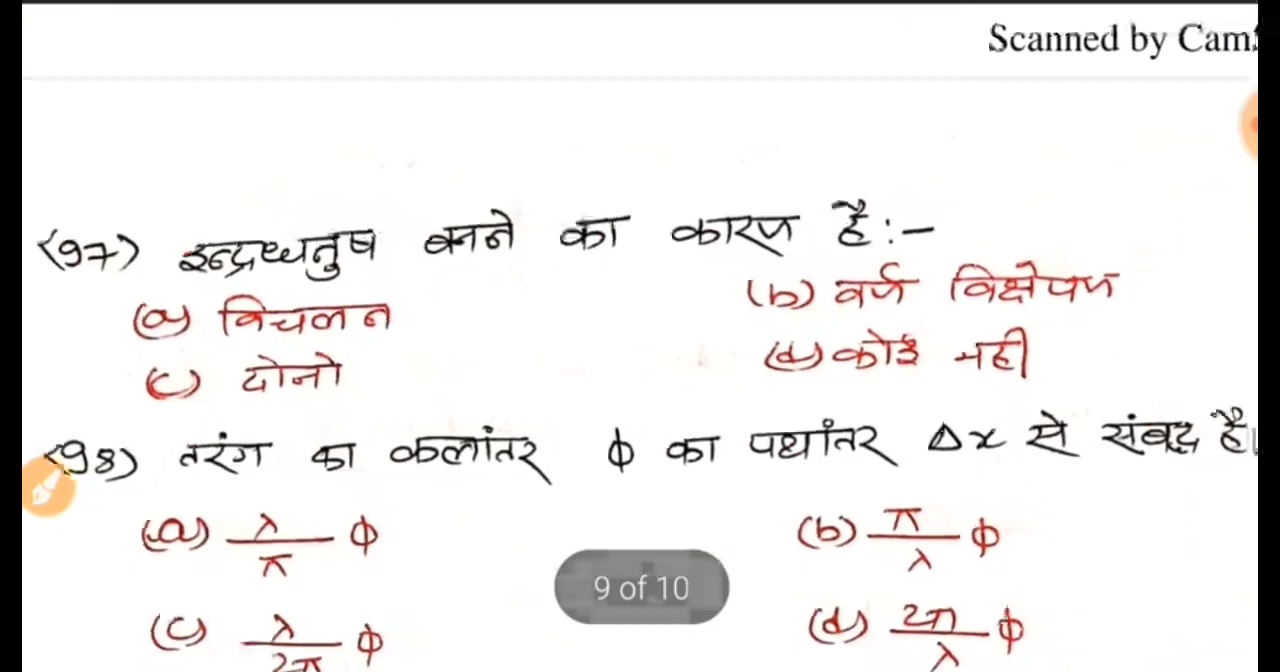 Scanned by Cam
(97) इन्द्रधनुष बनने का कारण है:-
(a) विचलन (b) वर्ण विक्षेपण
(c) दोनो (d) कोई नही
(98) तरंग का कलांतर ϕ का पथांतर Δx से संबद्ध है
(a) λ/π ϕ (b) π/λ ϕ
9 of 10
(c) λ/2π ϕ (d) 2π/λ ϕ